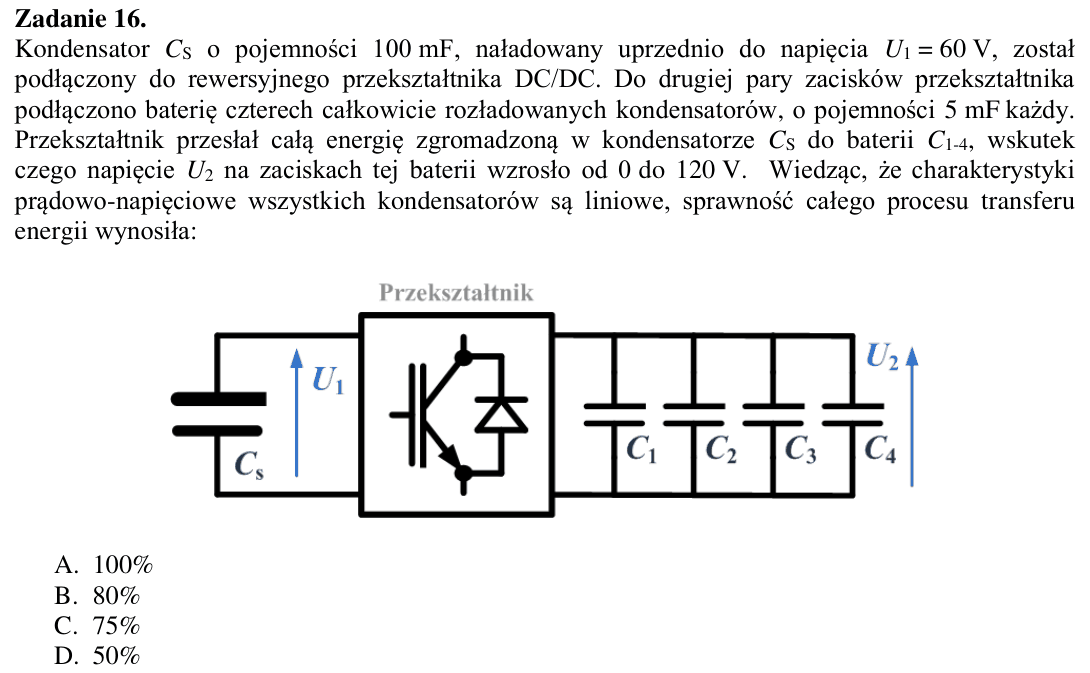 Zadanie 16.
Kondensator CS o pojemności 100 mF, naładowany uprzednio do napięcia U1 = 60 V, został
podłączony do rewersyjnego przekształtnika DC/DC. Do drugiej pary zacisków przekształtnika
podłączono baterię czterech całkowicie rozładowanych kondensatorów, o pojemności 5 mF każdy.
Przekształtnik przesłał całą energię zgromadzoną w kondensatorze CS do baterii C1-4, wskutek
czego napięcie U2 na zaciskach tej baterii wzrosło od 0 do 120 V. Wiedząc, że charakterystyki
prądowo-napięciowe wszystkich kondensatorów są liniowe, sprawność całego procesu transferu
energii wynosiła:
Przekształtnik
U1
U2
Cs
C1
C2
C3
C4
A. 100%
B. 80%
C. 75%
D. 50%